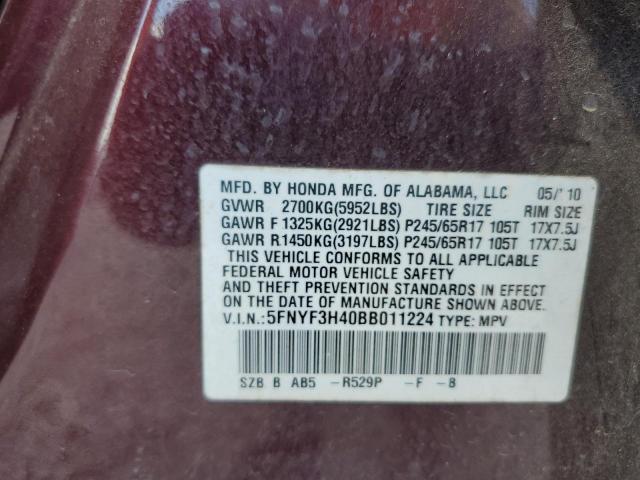 MFD. BY HONDA MFG. OF ALABAMA, LLC 05/'10
GVWR 2700KG(5952LBS) TIRE SIZE RIM SIZE
GAWR F 1325KG(2921LBS) P245/65R17 105T 17X7.5J
GAWR R1450KG(3197LBS) P245/65R17 105T 17X7.5J
THIS VEHICLE CONFORMS TO ALL APPLICABLE
FEDERAL MOTOR VEHICLE SAFETY
AND THEFT PREVENTION STANDARDS IN EFFECT
ON THE DATE OF MANUFACTURE SHOWN ABOVE.
V.I.N.:5FNYF3H40BB011224 TYPE: MPV
SZB B AB5 -R529P -F -B